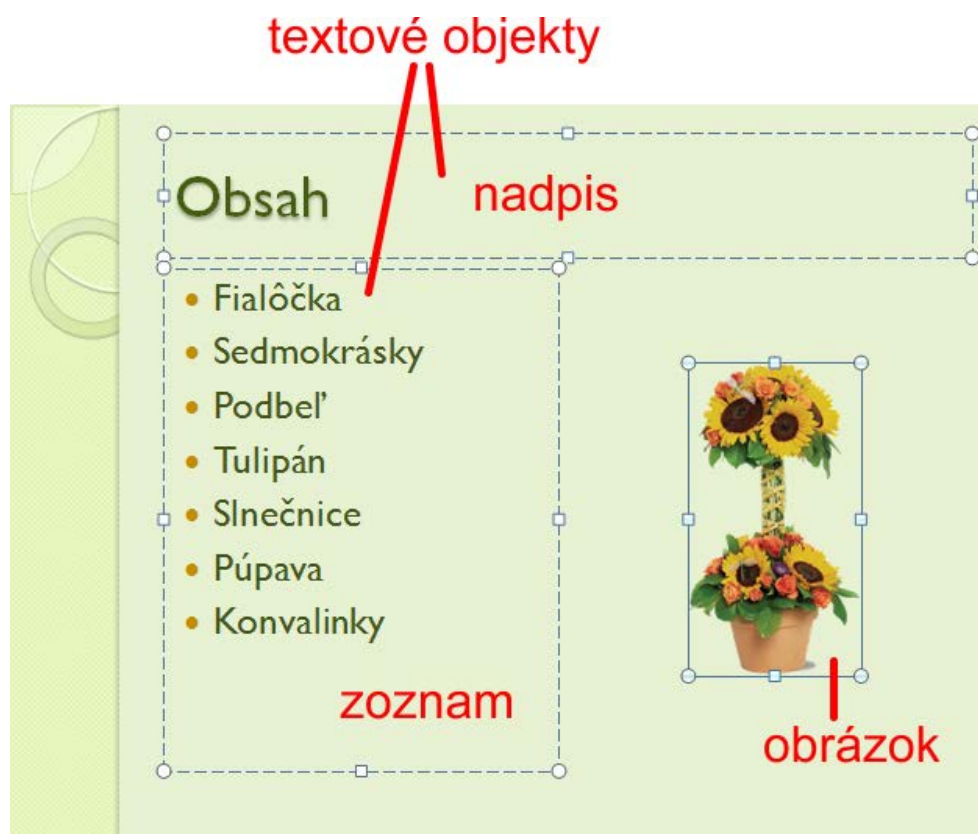 textové objekty
Obsah
nadpis
• Fialôčka
• Sedmokrásky
• Podbeľ
• Tulipán
• Slnečnice
• Púpava
• Konvalinky
zoznam
obrázok